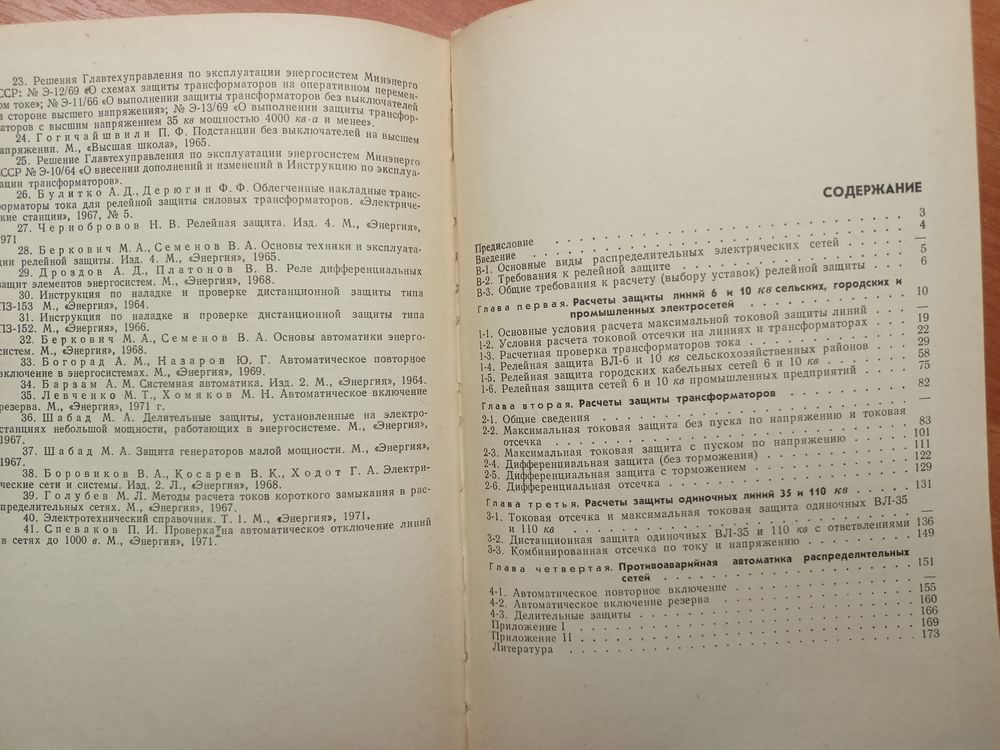 23. Решения Главтехуправления по эксплуатации энергосистем Минэнерго
ССР: № Э-12/69 «О схемах защиты трансформаторов на оперативном перемен-
ом токе»; № Э-11/66 «О выполнении защиты трансформаторов без выключателей
а стороне высшего напряжения»; № Э-13/69 «О выполнении защиты трансфор-
маторов с высшим напряжением 35 кв мощностью 4000 кв·а и менее».
24. Гогичайшвили П. Ф. Подстанции без выключателей на высшем
апряжении. М., «Высшая школа», 1965.
25. Решение Главтехуправления по эксплуатации энергосистем Минэнерго
ССР № Э-10/64 «О внесении дополнений и изменений в Инструкцию по эксплуа-
ации трансформаторов».
26. Булитко А. Д., Дерюгин Ф. Ф. Облегченные накладные транс-
форматоры тока для релейной защиты силовых трансформаторов. «Электриче-
ские станции», 1967, № 5.
27. Чернобровов Н. В. Релейная защита. Изд. 4. М., «Энергия»,
1971
28. Беркович М. А., Семенов В. А. Основы техники и эксплуата-
ции релейной защиты. Изд. 4. М., «Энергия», 1965.
29. Дроздов А. Д., Платонов В. В. Реле дифференциальных
защит элементов энергосистем. М., «Энергия», 1968.
30. Инструкция по наладке и проверке дистанционной защиты типа
ПЗ-153 М., «Энергия», 1964.
31. Инструкция по наладке и проверке дистанционной защиты типа
ПЗ-152. М., «Энергия», 1966.
32. Беркович М. А., Семенов В. А. Основы автоматики энерго-
систем. М., «Энергия», 1968.
33. Богорад А. М., Назаров Ю. Г. Автоматическое повторное
включение в энергосистемах. М., «Энергия», 1969.
34. Барзам А. М. Системная автоматика. Изд. 2. М., «Энергия», 1964.
35. Левченко М. Т., Хомяков М. Н. Автоматическое включение
резерва. М., «Энергия», 1971 г.
36. Шабад М. А. Делительные защиты, установленные на электро-
станциях небольшой мощности, работающих в энергосистеме. М., «Энергия»,
1967.
37. Шабад М. А. Защита генераторов малой мощности. М., «Энергия»,
1967.
38. Боровиков В. А., Косарев В. К., Ходот Г. А. Электри-
ческие сети и системы. Изд. 2. Л., «Энергия», 1968.
39. Голубев М. Л. Методы расчета токов короткого замыкания в рас-
пределительных сетях. М., «Энергия», 1967.
40. Электротехнический справочник. Т. 1. М., «Энергия», 1971.
41. Спеваков П. И. Проверка на автоматическое отключение линий
в сетях до 1000 в. М., «Энергия», 1971.
СОДЕРЖАНИЕ
Предисловие . . . 3
Введение . . . 4
В-1. Основные виды распределительных электрических сетей . . . —
В-2. Требования к релейной защите . . . 5
В-3. Общие требования к расчету (выбору уставок) релейной защиты . . . 6
Глава первая. Расчеты защиты линий 6 и 10 кв сельских, городских и
промышленных электросетей . . . 10
1-1. Основные условия расчета максимальной токовой защиты линий . . . —
1-2. Условия расчета токовой отсечки на линиях и трансформаторах . . . 19
1-3. Расчетная проверка трансформаторов тока . . . 22
1-4. Релейная защита ВЛ-6 и 10 кв сельскохозяйственных районов . . . 29
1-5. Релейная защита городских кабельных сетей 6 и 10 кв . . . 58
1-6. Релейная защита сетей 6 и 10 кв промышленных предприятий . . . 75
Глава вторая. Расчеты защиты трансформаторов . . . 82
2-1. Общие сведения . . . —
2-2. Максимальная токовая защита без пуска по напряжению и токовая
отсечка . . . 83
2-3. Максимальная токовая защита с пуском по напряжению . . . 101
2-4. Дифференциальная защита (без торможения) . . . 111
2-5. Дифференциальная защита с торможением . . . 122
2-6. Дифференциальная отсечка . . . 129
Глава третья. Расчеты защиты одиночных линий 35 и 110 кв . . . 131
3-1. Токовая отсечка и максимальная токовая защита одиночных ВЛ-35
и 110 кв . . . —
3-2. Дистанционная защита одиночных ВЛ-35 и 110 кв с ответвлениями 136
3-3. Комбинированная отсечка по току и напряжению . . . 149
Глава четвертая. Противоаварийная автоматика распределительных
сетей . . . 151
4-1. Автоматическое повторное включение . . . —
4-2. Автоматическое включение резерва . . . 155
4-3. Делительные защиты . . . 160
Приложение I . . . 166
Приложение II . . . 169
Литература . . . 173